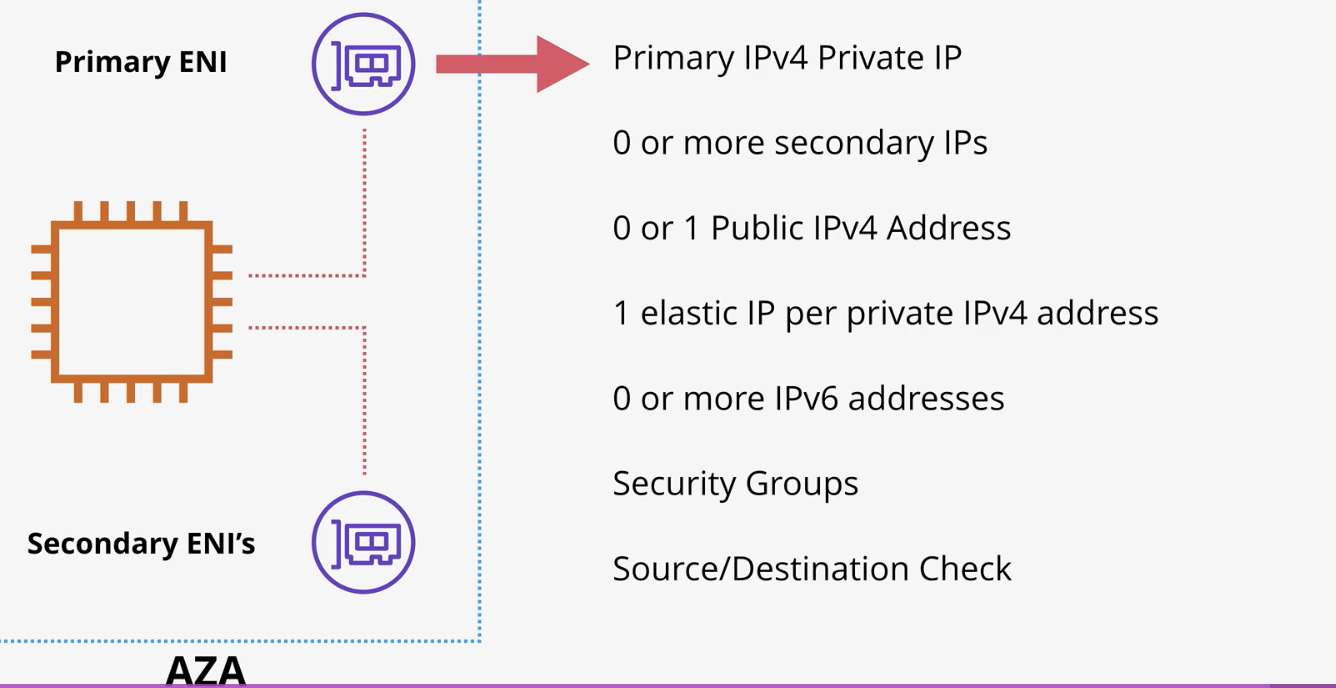 Primary ENI
Primary IPv4 Private IP
0 or more secondary IPs
0 or 1 Public IPv4 Address
1 elastic IP per private IPv4 address
0 or more IPv6 addresses
Security Groups
Secondary ENI’s
Source/Destination Check
AZA